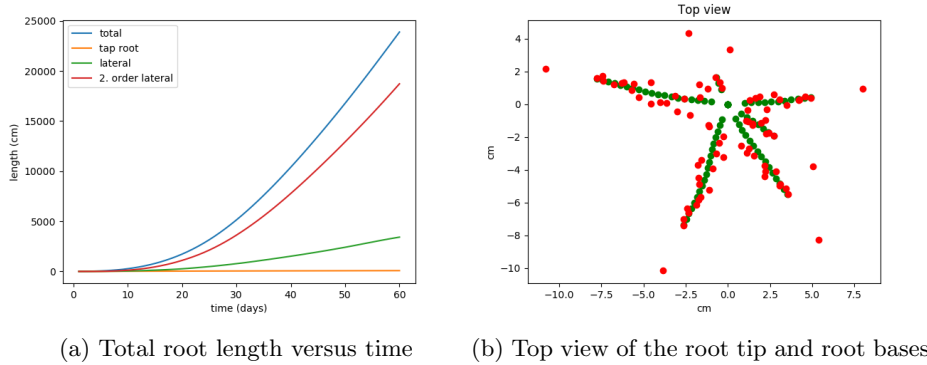 25000
20000
15000
10000
5000
0
length (cm)
total
tap root
lateral
2. order lateral
0 10 20 30 40 50 60
time (days)
Top view
4
2
0
−2
−4
−6
−8
−10
cm
−10.0 −7.5 −5.0 −2.5 0.0 2.5 5.0 7.5
cm
(a) Total root length versus time
(b) Top view of the root tip and root bases